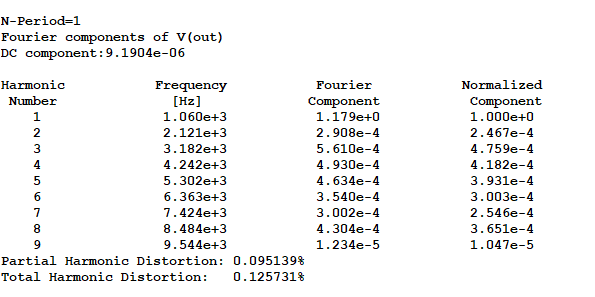 N-Period=1
Fourier components of V(out)
DC component:9.1904e-06
Harmonic Frequency Fourier Normalized
Number [Hz] Component Component
1 1.060e+3 1.179e+0 1.000e+0
2 2.121e+3 2.908e-4 2.467e-4
3 3.182e+3 5.610e-4 4.759e-4
4 4.242e+3 4.930e-4 4.182e-4
5 5.302e+3 4.634e-4 3.931e-4
6 6.363e+3 3.540e-4 3.003e-4
7 7.424e+3 3.002e-4 2.546e-4
8 8.484e+3 4.304e-4 3.651e-4
9 9.544e+3 1.234e-5 1.047e-5
Partial Harmonic Distortion: 0.095139%
Total Harmonic Distortion: 0.125731%